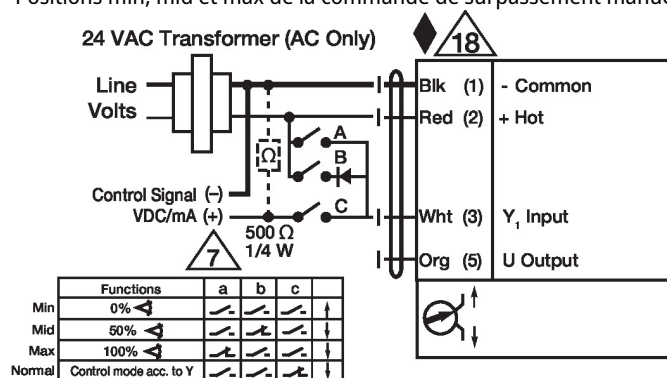 Positions min, mid et max de la commande de surpassement manuel
24 VAC Transformer (AC Only)
18
Line
Volts
Blk (1) - Common
Red (2) + Hot
A
B
C
Ω
Control Signal (−)
VDC/mA (+)
500 Ω
1/4 W
7
Wht (3) Y1 Input
Org (5) U Output
Functions a b c
Min 0%
Mid 50%
Max 100%
Normal Control mode acc. to Y